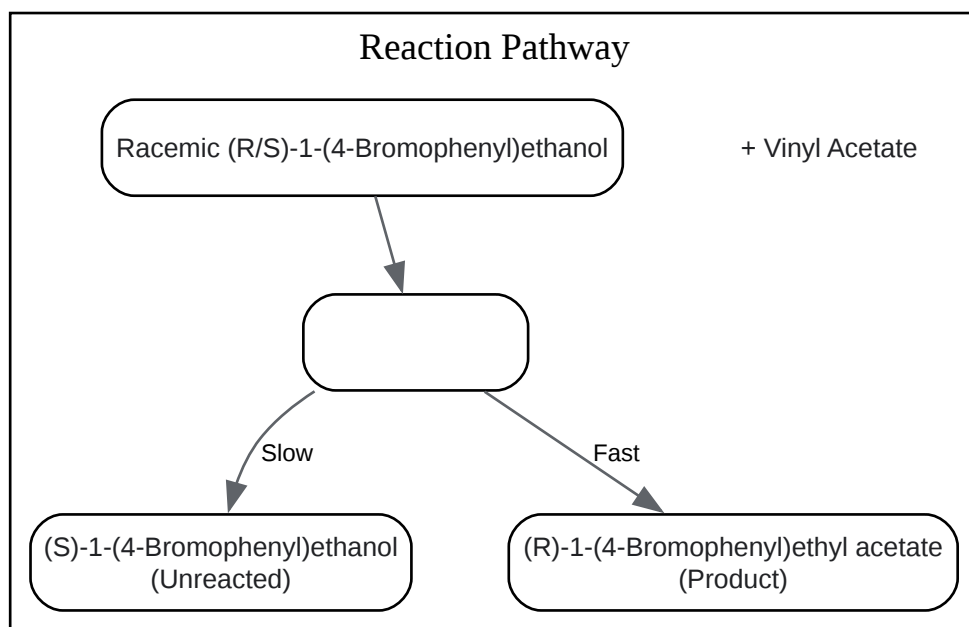 Reaction Pathway
Racemic (R/S)-1-(4-Bromophenyl)ethanol
+ Vinyl Acetate
Slow
Fast
(S)-1-(4-Bromophenyl)ethanol
(Unreacted)
(R)-1-(4-Bromophenyl)ethyl acetate
(Product)